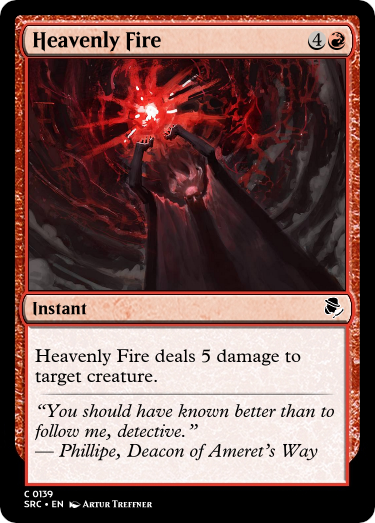 Heavenly Fire 4
Instant
Heavenly Fire deals 5 damage to
target creature.
“You should have known better than to
follow me, detective.”
— Phillipe, Deacon of Ameret's Way
C 0139
SRC • EN Artur Treffner